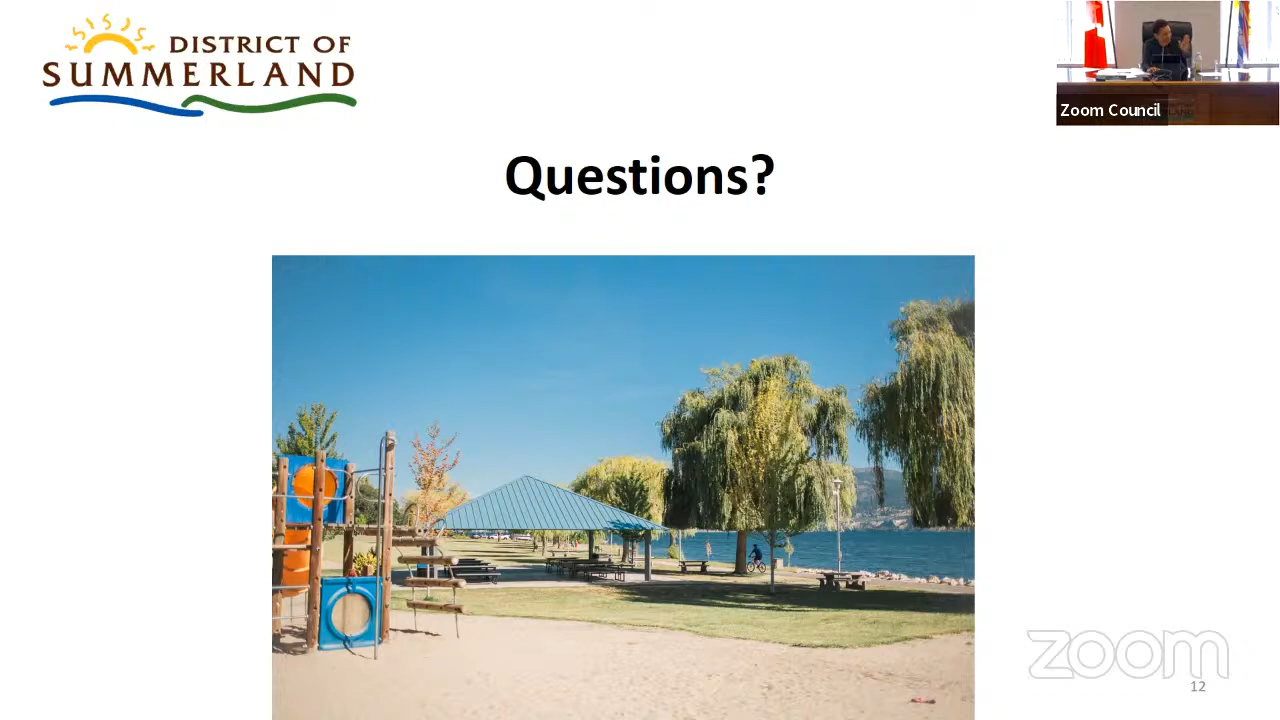 DISTRICT OF
SUMMERLAND
Zoom Council
Questions?
zoom
12